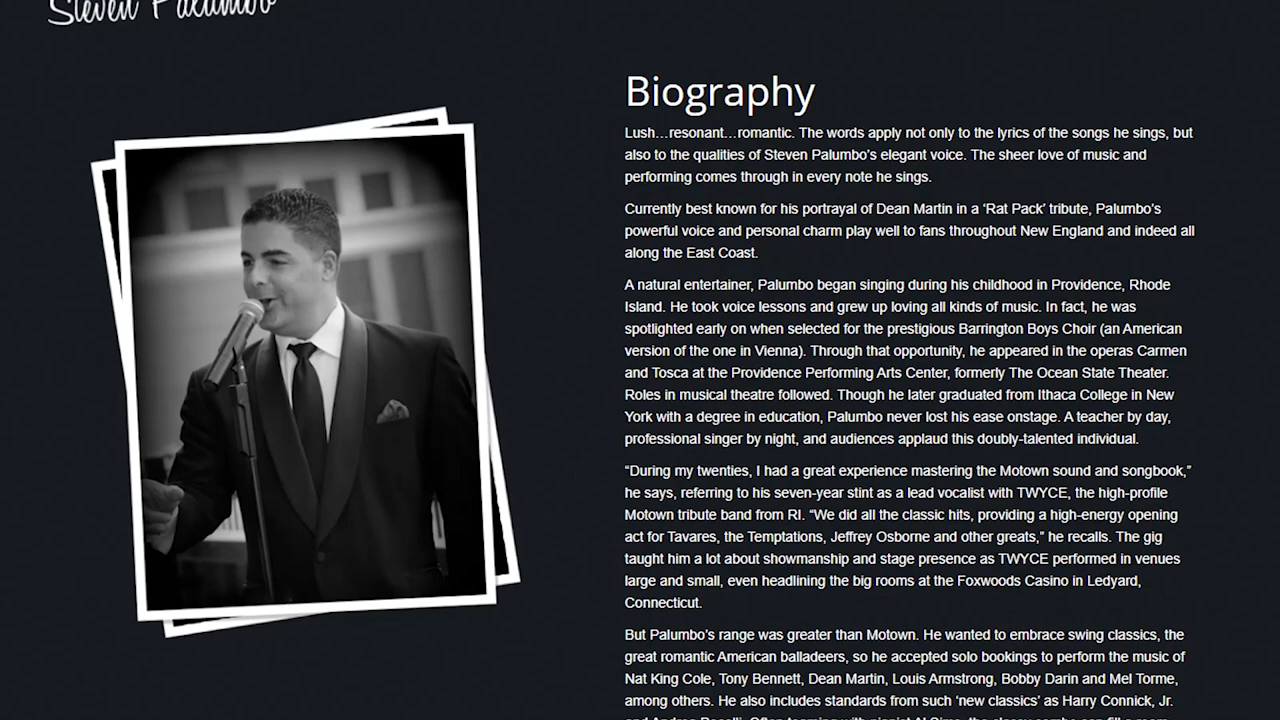 Steven Palumbo
Biography
Lush…resonant…romantic. The words apply not only to the lyrics of the songs he sings, but
also to the qualities of Steven Palumbo’s elegant voice. The sheer love of music and
performing comes through in every note he sings.
Currently best known for his portrayal of Dean Martin in a ‘Rat Pack’ tribute, Palumbo’s
powerful voice and personal charm play well to fans throughout New England and indeed all
along the East Coast.
A natural entertainer, Palumbo began singing during his childhood in Providence, Rhode
Island. He took voice lessons and grew up loving all kinds of music. In fact, he was
spotlighted early on when selected for the prestigious Barrington Boys Choir (an American
version of the one in Vienna). Through that opportunity, he appeared in the operas Carmen
and Tosca at the Providence Performing Arts Center, formerly The Ocean State Theater.
Roles in musical theatre followed. Though he later graduated from Ithaca College in New
York with a degree in education, Palumbo never lost his ease onstage. A teacher by day,
professional singer by night, and audiences applaud this doubly-talented individual.
“During my twenties, I had a great experience mastering the Motown sound and songbook,”
he says, referring to his seven-year stint as a lead vocalist with TWYCE, the high-profile
Motown tribute band from RI. “We did all the classic hits, providing a high-energy opening
act for Tavares, the Temptations, Jeffrey Osborne and other greats,” he recalls. The gig
taught him a lot about showmanship and stage presence as TWYCE performed in venues
large and small, even headlining the big rooms at the Foxwoods Casino in Ledyard,
Connecticut.
But Palumbo’s range was greater than Motown. He wanted to embrace swing classics, the
great romantic American balladeers, so he accepted solo bookings to perform the music of
Nat King Cole, Tony Bennett, Dean Martin, Louis Armstrong, Bobby Darin and Mel Torme,
among others. He also includes standards from such ‘new classics’ as Harry Connick, Jr.